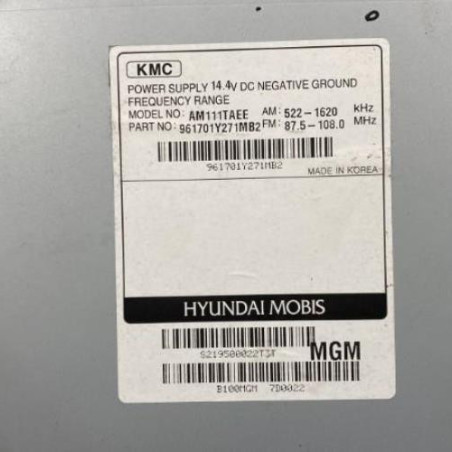 KMC
POWER SUPPLY 14.4V DC NEGATIVE GROUND
FREQUENCY RANGE
MODEL NO: AM111TAEE AM: 522-1620 KHz
PART NO: 961701Y271MB2 FM: 87.5-108.0 MHz
961701Y271MB2
MADE IN KOREA
HYUNDAI MOBIS
S219500022T3T
MGM
B100MGM 7D0022